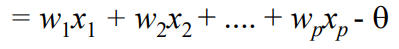 = w₁x₁ + w₂x₂ + .... + wₚxₚ - θ